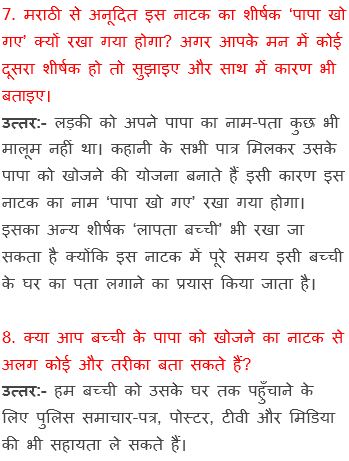 7. मराठी से अनूदित इस नाटक का शीर्षक ‘पापा खो
गए’ क्यों रखा गया होगा? अगर आपके मन में कोई
दूसरा शीर्षक हो तो सुझाइए और साथ में कारण भी
बताइए।
उत्तर:- लड़की को अपने पापा का नाम-पता कुछ भी
मालूम नहीं था। कहानी के सभी पात्र मिलकर उसके
पापा को खोजने की योजना बनाते हैं इसी कारण इस
नाटक का नाम ‘पापा खो गए’ रखा गया होगा।
इसका अन्य शीर्षक ‘लापता बच्ची’ भी रखा जा
सकता है क्योंकि इस नाटक में पूरे समय इसी बच्ची
के घर का पता लगाने का प्रयास किया जाता है।
8. क्या आप बच्ची के पापा को खोजने का नाटक से
अलग कोई और तरीका बता सकते हैं?
उत्तर:- हम बच्ची को उसके घर तक पहुँचाने के
लिए पुलिस समाचार-पत्र, पोस्टर, टीवी और मिडिया
की भी सहायता ले सकते हैं।